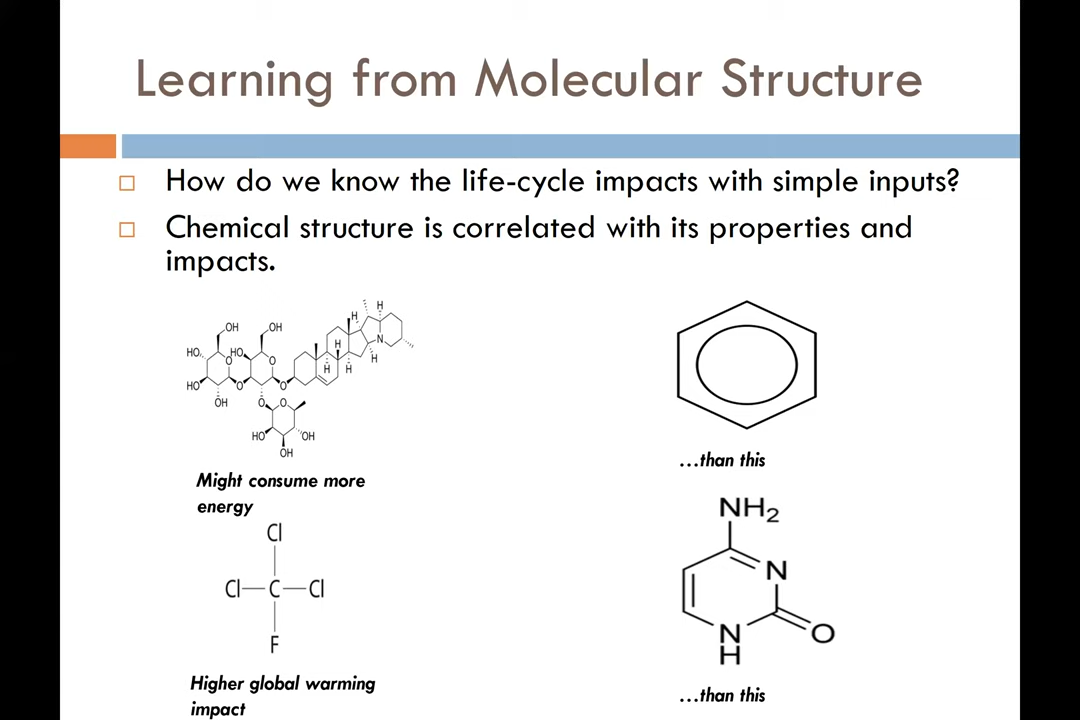 Learning from Molecular Structure
How do we know the life-cycle impacts with simple inputs?
Chemical structure is correlated with its properties and
impacts.
OH
OH
HO
HO
O
O
HO
O
O
OH
O
O
HO
OH
OH
H
H
H
H
H
N
H
Might consume more
energy
...than this
Cl
Cl C Cl
F
Higher global warming
impact
NH2
N
N
H
O
...than this